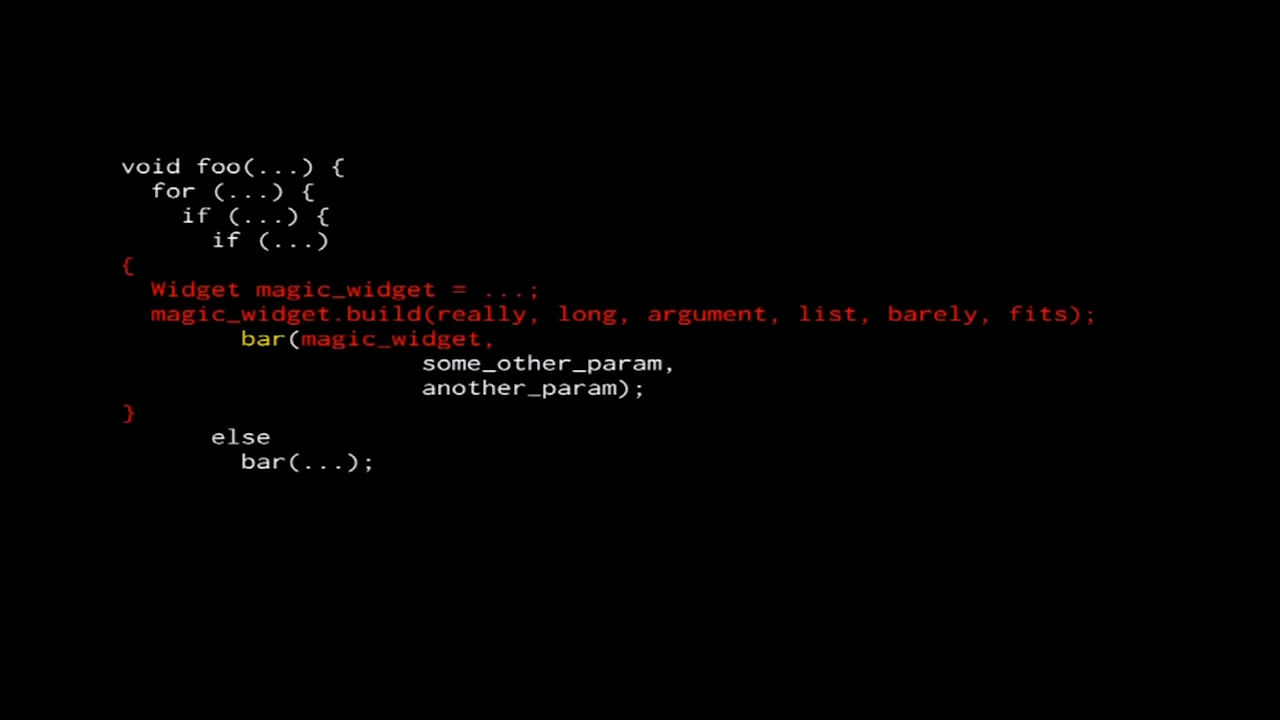 void foo(...) {
  for (...) {
    if (...) {
      if (...)
{
  Widget magic_widget = ...;
  magic_widget.build(really, long, argument, list, barely, fits);
        bar(magic_widget,
                    some_other_param,
                    another_param);
}
      else
        bar(...);